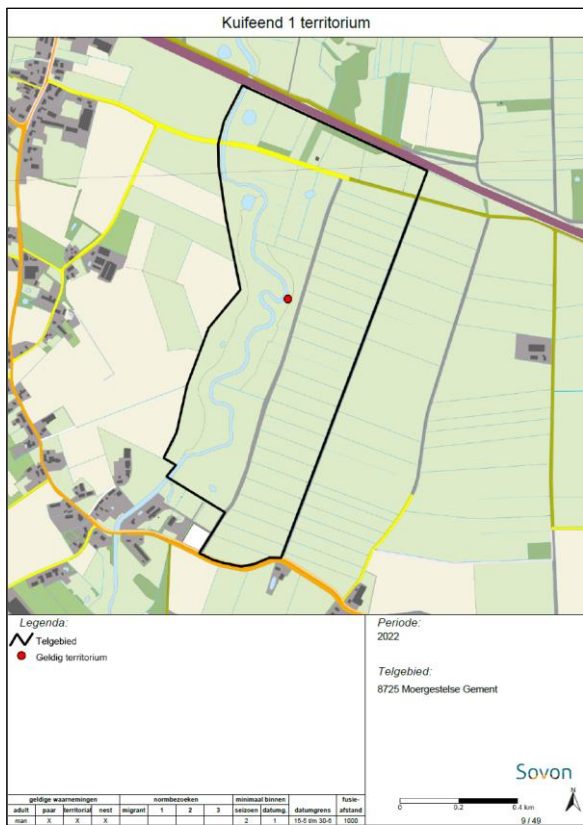 Kuifeend 1 territorium
Legenda:
Telgebied
Geldig territorium
Periode:
2022
Telgebied:
8725 Moergestelse Gement
Sovon
0 0.2 0.4 km
N
9 / 49
geldige waarnemingen normbezoeken minimaal binnen fusie-
adult paar territorial nest migrant 1 2 3 seizoen datumg. datumgrens afstand
man X X X 2 1 15-5 t/m 30-6 1000